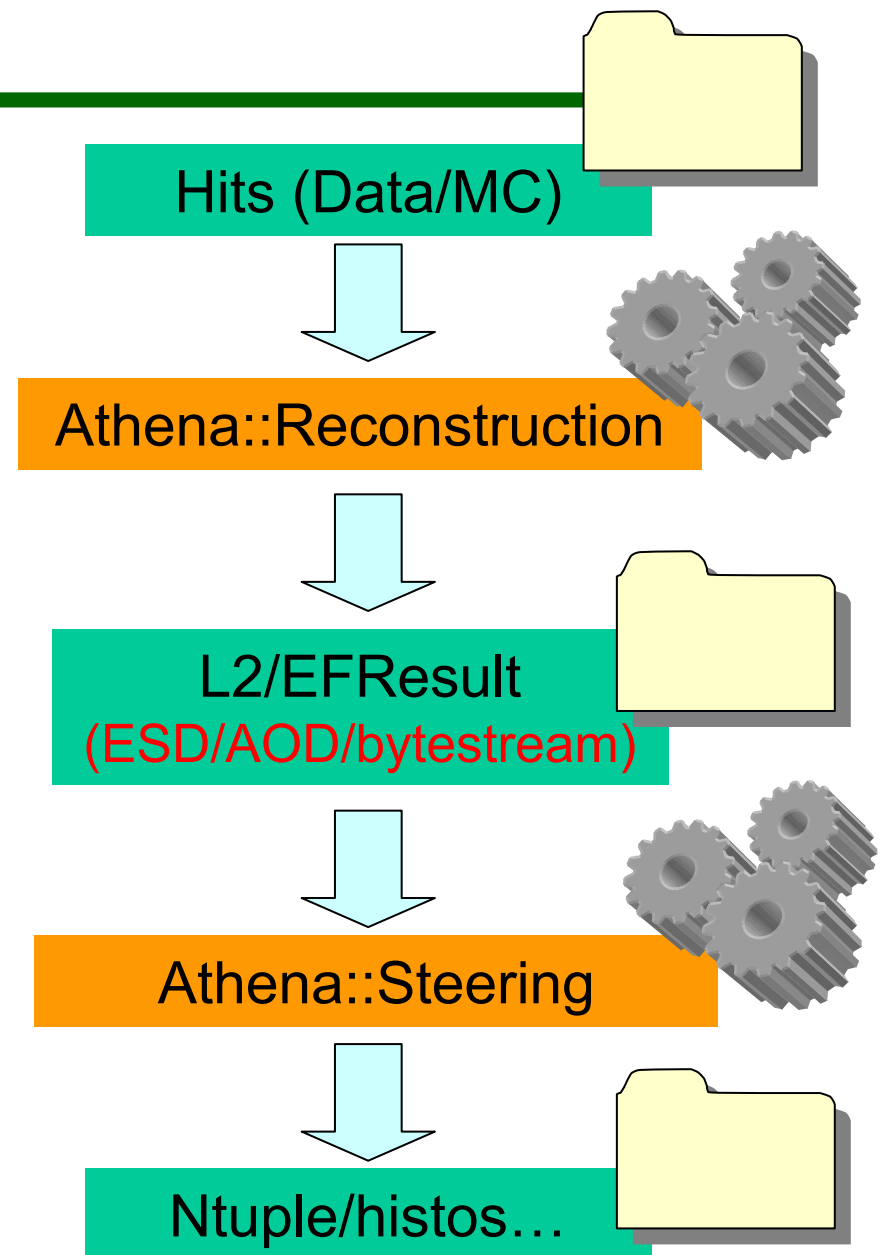 Hits (Data/MC)
Athena::Reconstruction
L2/EFResult
(ESD/AOD/bytestream)
Athena::Steering
Ntuple/histos…